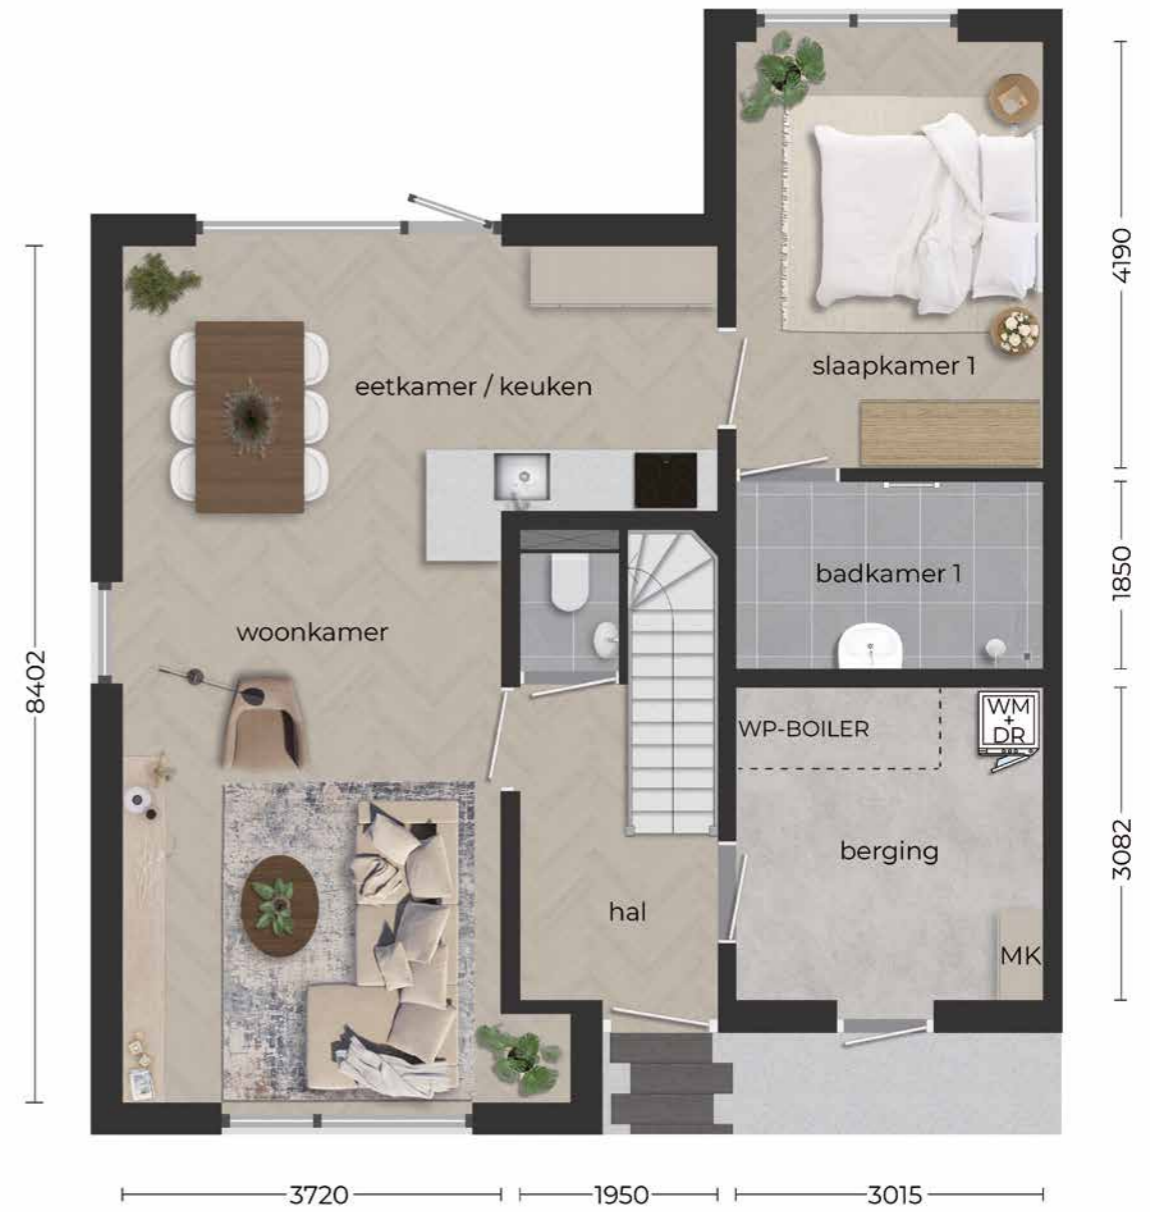 4190
slaapkamer 1
eetkamer / keuken
badkamer 1
1850
woonkamer
8402
WP-BOILER
WM
+
DR
berging
3082
hal
MK
3720
1950
3015